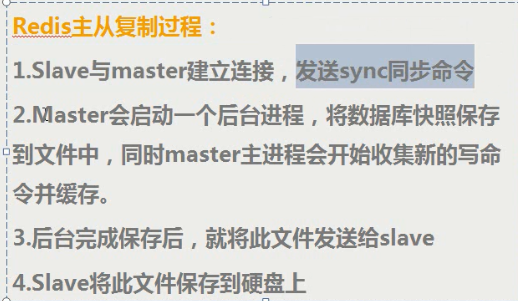 Redis主从复制过程：
1.Slave与master建立连接，发送sync同步命令
2.Master会启动一个后台进程，将数据库快照保存
到文件中，同时master主进程会开始收集新的写命
令并缓存。
3.后台完成保存后，就将此文件发送给slave
4.Slave将此文件保存到硬盘上